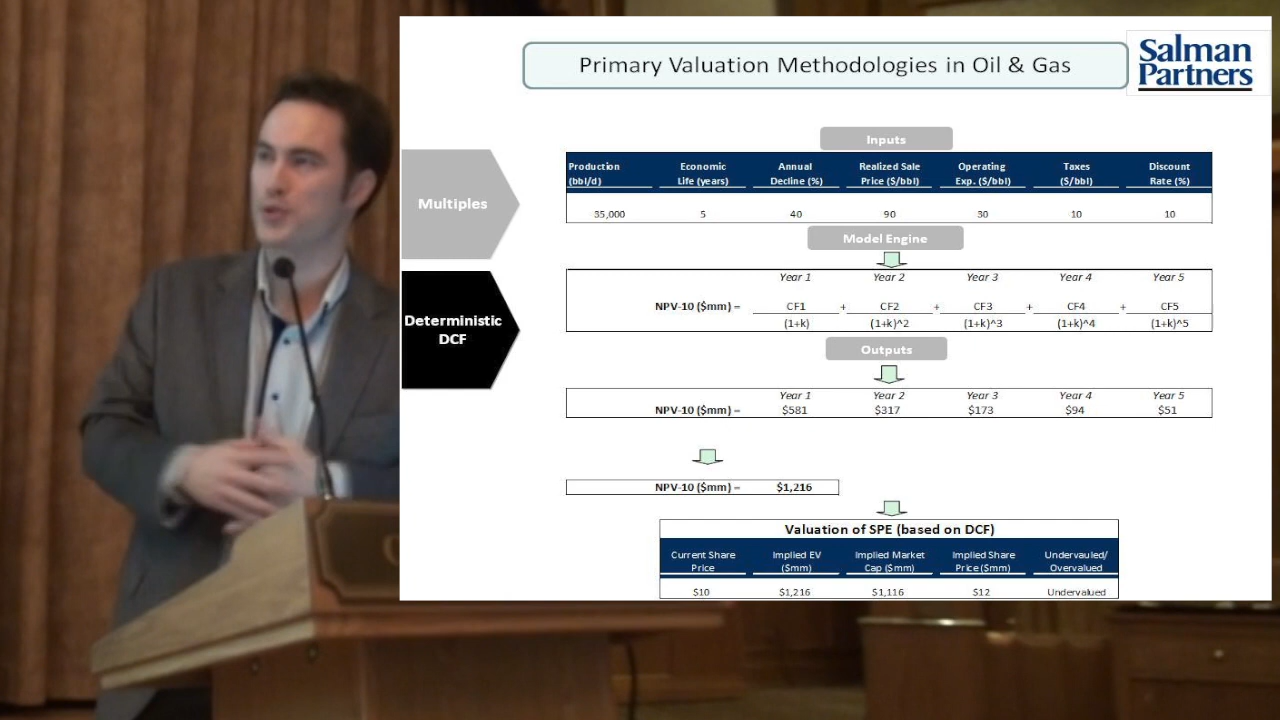 Primary Valuation Methodologies in Oil & Gas
Salman
Partners
Multiples
Deterministic
DCF
Inputs
Production Economic Annual Realized Sale Operating Taxes Discount
(bbl/d) Life (years) Decline (%) Price ($/bbl) Exp. ($/bbl) ($/bbl) Rate (%)
35,000 5 40 90 30 10 10
Model Engine
Year 1 Year 2 Year 3 Year 4 Year 5
NPV-10 ($mm) = CF1 + CF2 + CF3 + CF4 + CF5
(1+k) (1+k)^2 (1+k)^3 (1+k)^4 (1+k)^5
Outputs
Year 1 Year 2 Year 3 Year 4 Year 5
NPV-10 ($mm) = $581 $317 $173 $94 $51
NPV-10 ($mm) = $1,216
Valuation of SPE (based on DCF)
Current Share Implied EV Implied Market Implied Share Undervauled/
Price ($mm) Cap ($mm) Price ($mm) Overvalued
$10 $1,216 $1,116 $12 Undervalued